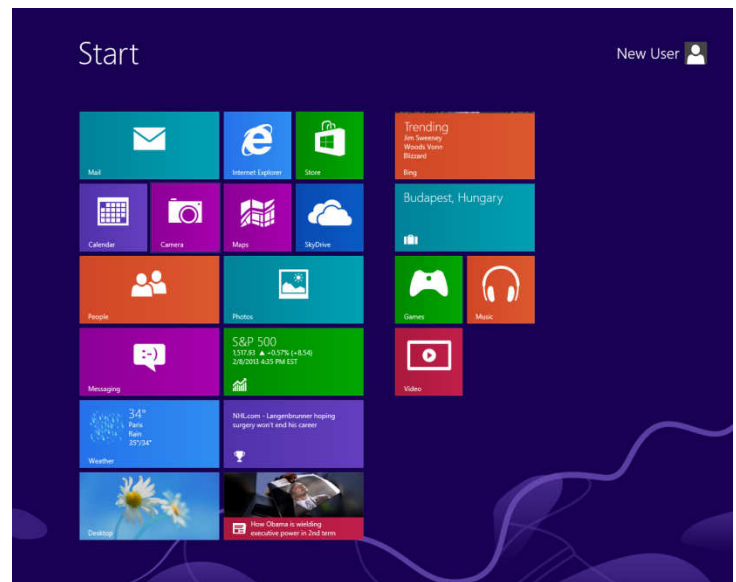 Start
New User
Mail
Internet Explorer
Store
Calendar
Camera
Maps
SkyDrive
People
Photos
Messaging
S&P 500
1,517.93 ▲ +0.57% (+8.54)
2/8/2013 4:35 PM EST
34°
Paris
Rain
35°/34°
Weather
NHL.com - Langenbrunner hoping
surgery won't end his career
Desktop
How Obama is wielding
executive power in 2nd term
Trending
Jim Sweeney
Woods Vonn
Blizzard
Bing
Budapest, Hungary
Games
Music
Video